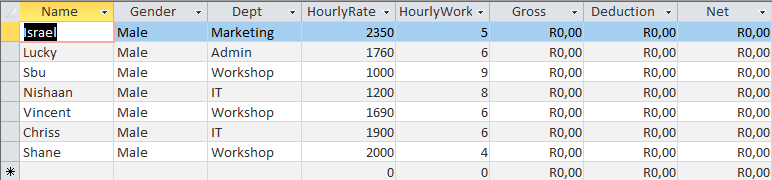 Name Gender Dept HourlyRate HourlyWork Gross Deduction Net
Israel Male Marketing 2350 5 R0,00 R0,00 R0,00
Lucky Male Admin 1760 6 R0,00 R0,00 R0,00
Sbu Male Workshop 1000 9 R0,00 R0,00 R0,00
Nishaan Male IT 1200 8 R0,00 R0,00 R0,00
Vincent Male Workshop 1690 6 R0,00 R0,00 R0,00
Chriss Male IT 1900 6 R0,00 R0,00 R0,00
Shane Male Workshop 2000 4 R0,00 R0,00 R0,00
* 0 0 R0,00 R0,00 R0,00